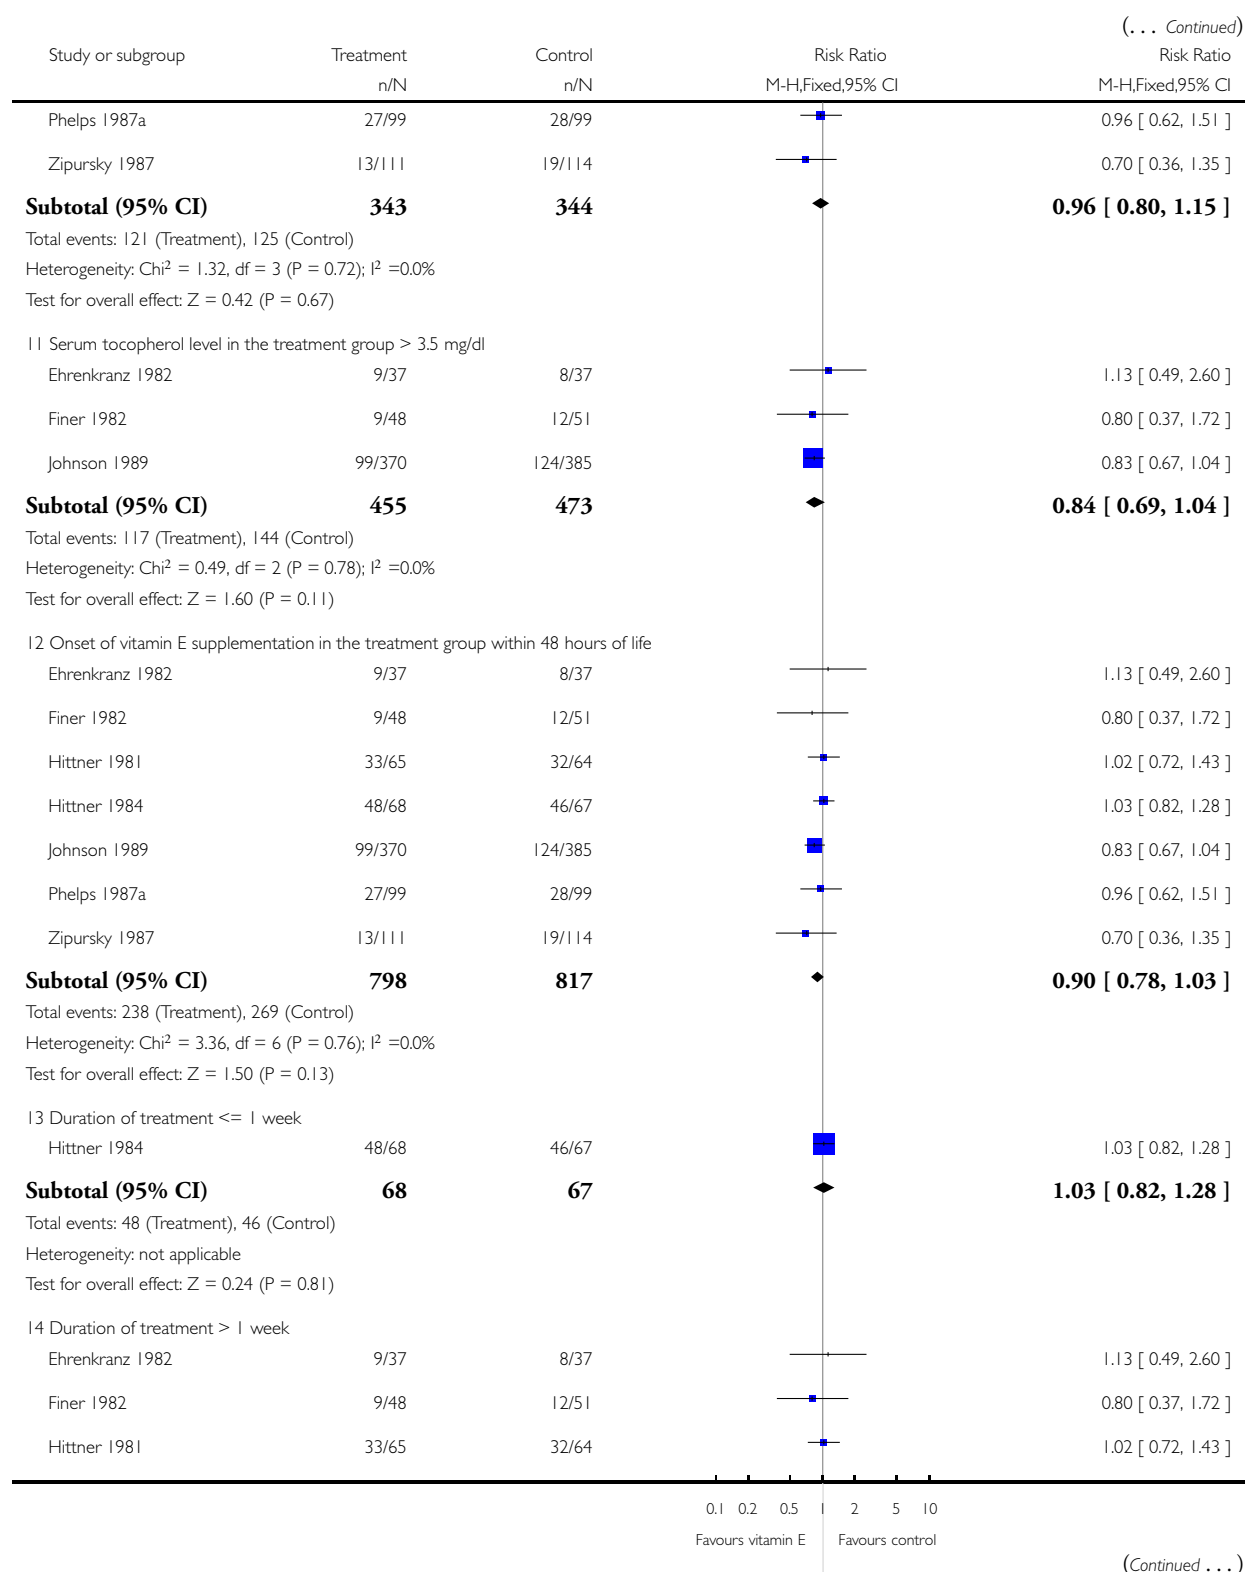 (... Continued)
Study or subgroup Treatment Control Risk Ratio Risk Ratio
n/N n/N M-H,Fixed,95% CI M-H,Fixed,95% CI
Phelps 1987a 27/99 28/99 0.96 [ 0.62, 1.51 ]
Zipursky 1987 13/111 19/114 0.70 [ 0.36, 1.35 ]
Subtotal (95% CI) 343 344 0.96 [ 0.80, 1.15 ]
Total events: 121 (Treatment), 125 (Control)
Heterogeneity: Chi² = 1.32, df = 3 (P = 0.72); I² =0.0%
Test for overall effect: Z = 0.42 (P = 0.67)
11 Serum tocopherol level in the treatment group > 3.5 mg/dl
Ehrenkranz 1982 9/37 8/37 1.13 [ 0.49, 2.60 ]
Finer 1982 9/48 12/51 0.80 [ 0.37, 1.72 ]
Johnson 1989 99/370 124/385 0.83 [ 0.67, 1.04 ]
Subtotal (95% CI) 455 473 0.84 [ 0.69, 1.04 ]
Total events: 117 (Treatment), 144 (Control)
Heterogeneity: Chi² = 0.49, df = 2 (P = 0.78); I² =0.0%
Test for overall effect: Z = 1.60 (P = 0.11)
12 Onset of vitamin E supplementation in the treatment group within 48 hours of life
Ehrenkranz 1982 9/37 8/37 1.13 [ 0.49, 2.60 ]
Finer 1982 9/48 12/51 0.80 [ 0.37, 1.72 ]
Hittner 1981 33/65 32/64 1.02 [ 0.72, 1.43 ]
Hittner 1984 48/68 46/67 1.03 [ 0.82, 1.28 ]
Johnson 1989 99/370 124/385 0.83 [ 0.67, 1.04 ]
Phelps 1987a 27/99 28/99 0.96 [ 0.62, 1.51 ]
Zipursky 1987 13/111 19/114 0.70 [ 0.36, 1.35 ]
Subtotal (95% CI) 798 817 0.90 [ 0.78, 1.03 ]
Total events: 238 (Treatment), 269 (Control)
Heterogeneity: Chi² = 3.36, df = 6 (P = 0.76); I² =0.0%
Test for overall effect: Z = 1.50 (P = 0.13)
13 Duration of treatment <= 1 week
Hittner 1984 48/68 46/67 1.03 [ 0.82, 1.28 ]
Subtotal (95% CI) 68 67 1.03 [ 0.82, 1.28 ]
Total events: 48 (Treatment), 46 (Control)
Heterogeneity: not applicable
Test for overall effect: Z = 0.24 (P = 0.81)
14 Duration of treatment > 1 week
Ehrenkranz 1982 9/37 8/37 1.13 [ 0.49, 2.60 ]
Finer 1982 9/48 12/51 0.80 [ 0.37, 1.72 ]
Hittner 1981 33/65 32/64 1.02 [ 0.72, 1.43 ]
0.1 0.2 0.5 1 2 5 10
Favours vitamin E Favours control
(Continued ...)